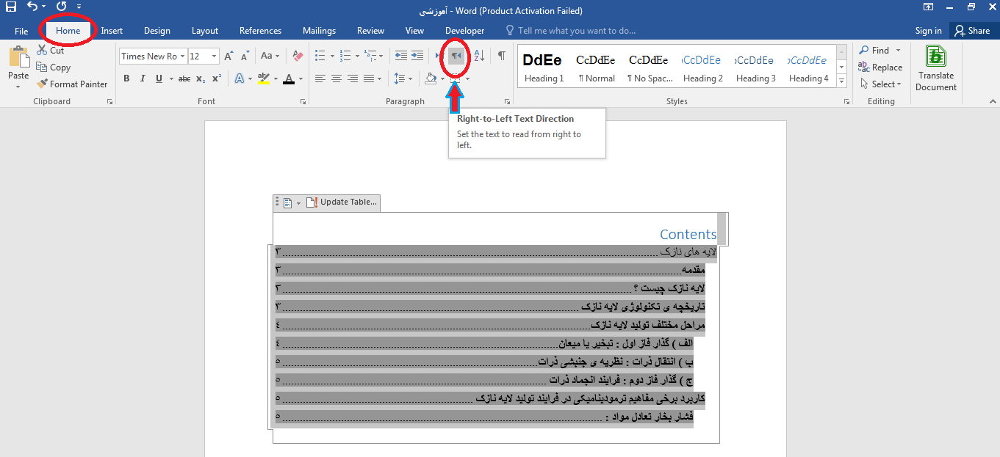 آموزشی - Word (Product Activation Failed)
File Home Insert Design Layout References Mailings Review View Developer Tell me what you want to do... Sign in Share
Paste
Cut
Copy
Format Painter
Clipboard
Times New Ro 12 Aa
B I U abc X₂ X² A ab A
Font
Paragraph
DdEe CcDdEe CcDdEe CcDdEe CcDdEe CcDdEe
Heading 1 ¶ Normal ¶ No Spac... Heading 2 Heading 3 Heading 4
Styles
Find
Replace
Select
Editing
Translate
Document
Right-to-Left Text Direction
Set the text to read from right to
left.
Update Table...
Contents
لایه های نازک ۳
مقدمه ۳
لایه نازک چیست ؟ ۳
تاریخچه ی تکنولوژی لایه نازک ۳
مراحل مختلف تولید لایه نازک ٤
الف ) گذار فاز اول : تبخیر یا میعان ٤
ب ) انتقال ذرات : نظریه ی جنبشی ذرات ٥
ج ) گذار فاز دوم : فرایند انجماد ذرات ٥
کاربرد برخی مفاهیم ترمودینامیکی در فرایند تولید لایه نازک ٥
فشار بخار تعادل مواد : ٥